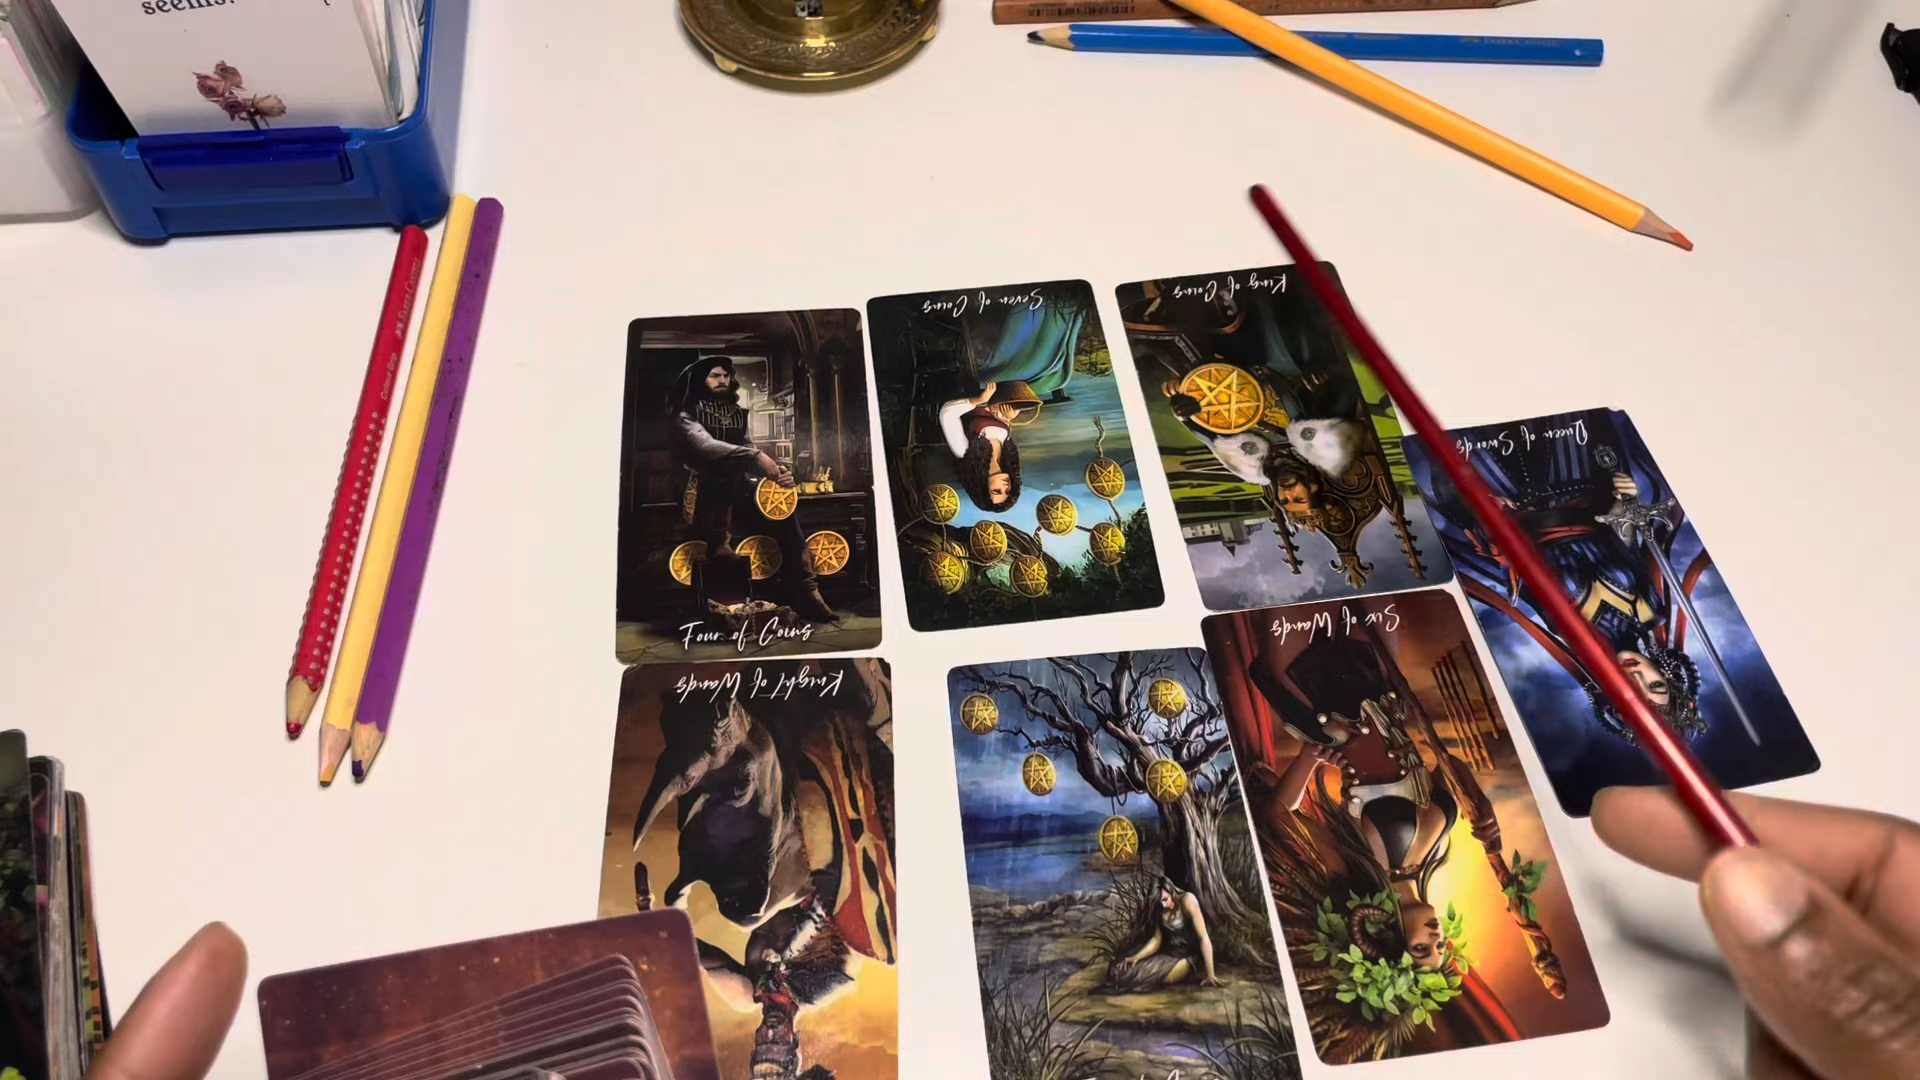 seems.
Seven of Coins
King of Coins
Queen of Swords
Four of Coins
Knight of Wands
Six of Wands